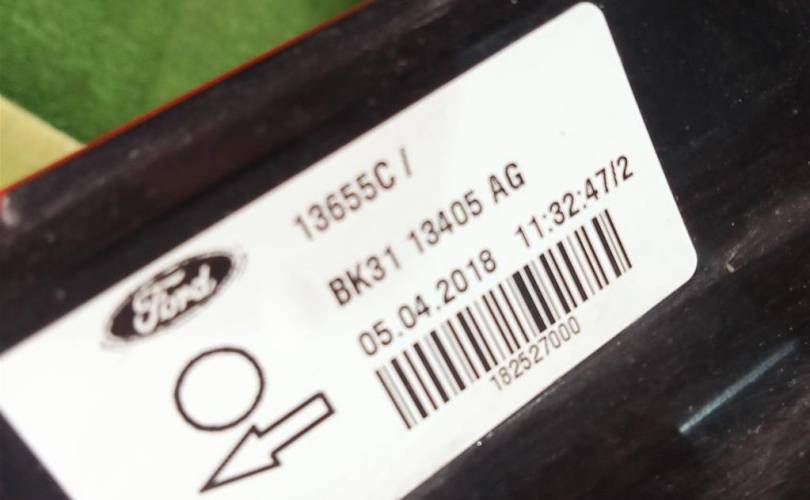 13655C /
Ford
BK31 13405 AG
05.04.2018 11:32:47/2
182527000